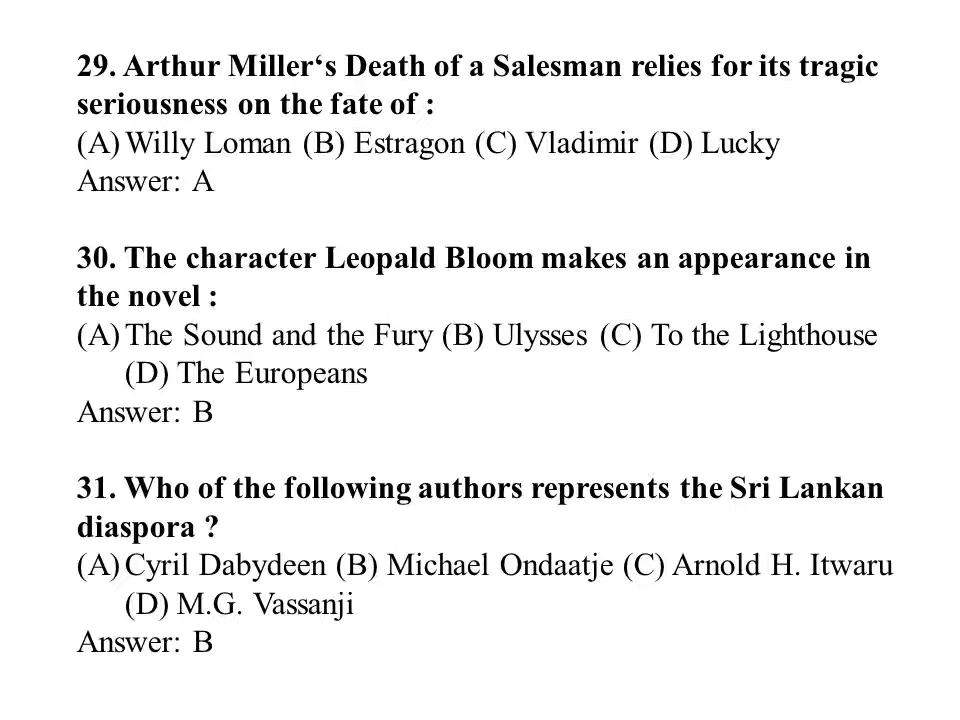 29. Arthur Miller‘s Death of a Salesman relies for its tragic
seriousness on the fate of :
(A) Willy Loman (B) Estragon (C) Vladimir (D) Lucky
Answer: A
30. The character Leopald Bloom makes an appearance in
the novel :
(A) The Sound and the Fury (B) Ulysses (C) To the Lighthouse
(D) The Europeans
Answer: B
31. Who of the following authors represents the Sri Lankan
diaspora ?
(A) Cyril Dabydeen (B) Michael Ondaatje (C) Arnold H. Itwaru
(D) M.G. Vassanji
Answer: B